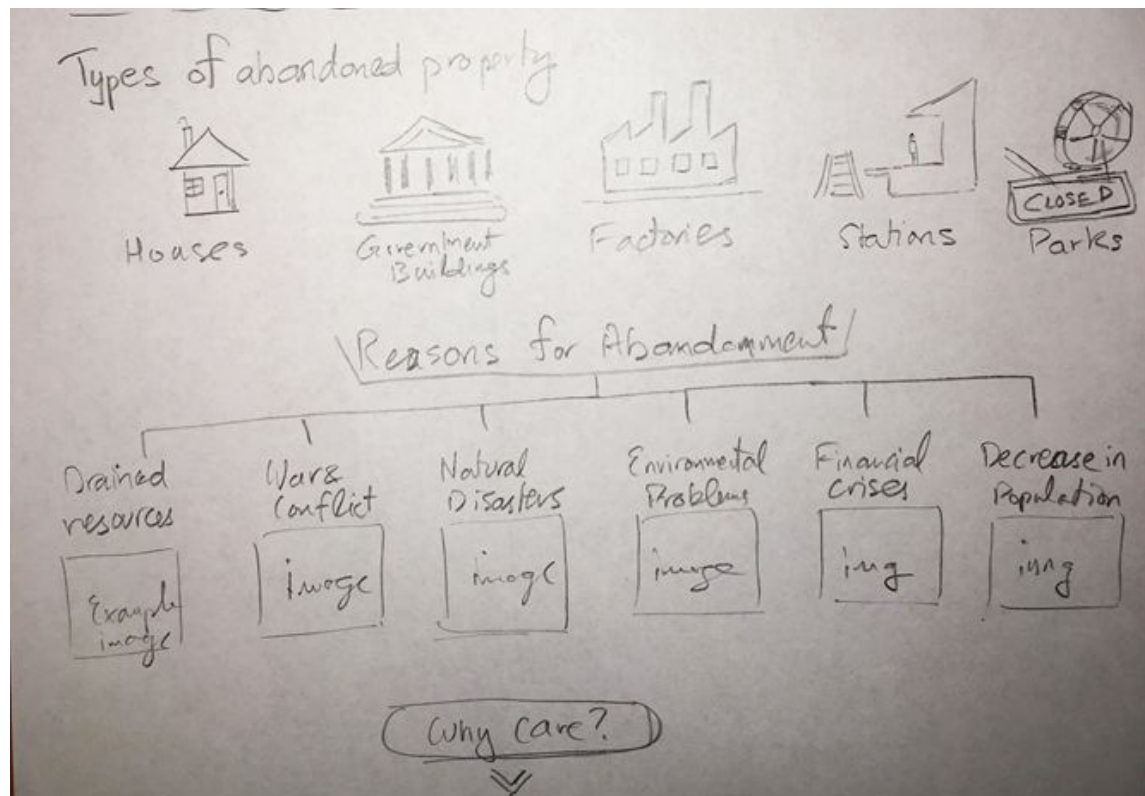 Types of abandoned property
CLOSED
Houses
Government
Buildings
Factories
Stations
Parks
Reasons for Abandomment
Drained
resources
War &
Conflict
Natural
Disasters
Environmental
Problems
Financial
Crises
Decrease in
Population
Example
image
image
image
image
img
img
Why Care?